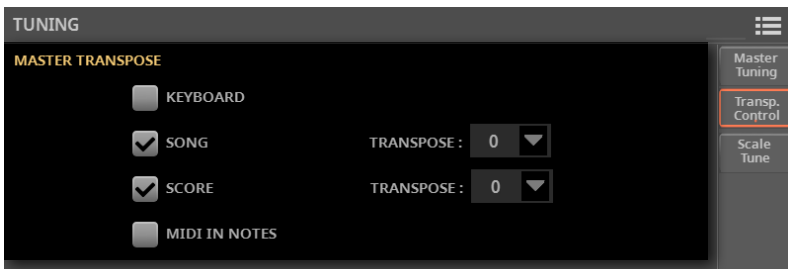 TUNING
MASTER TRANSPOSE
KEYBOARD
SONG TRANSPOSE : 0
SCORE TRANSPOSE : 0
MIDI IN NOTES
Master
Tuning
Transp.
Control
Scale
Tune